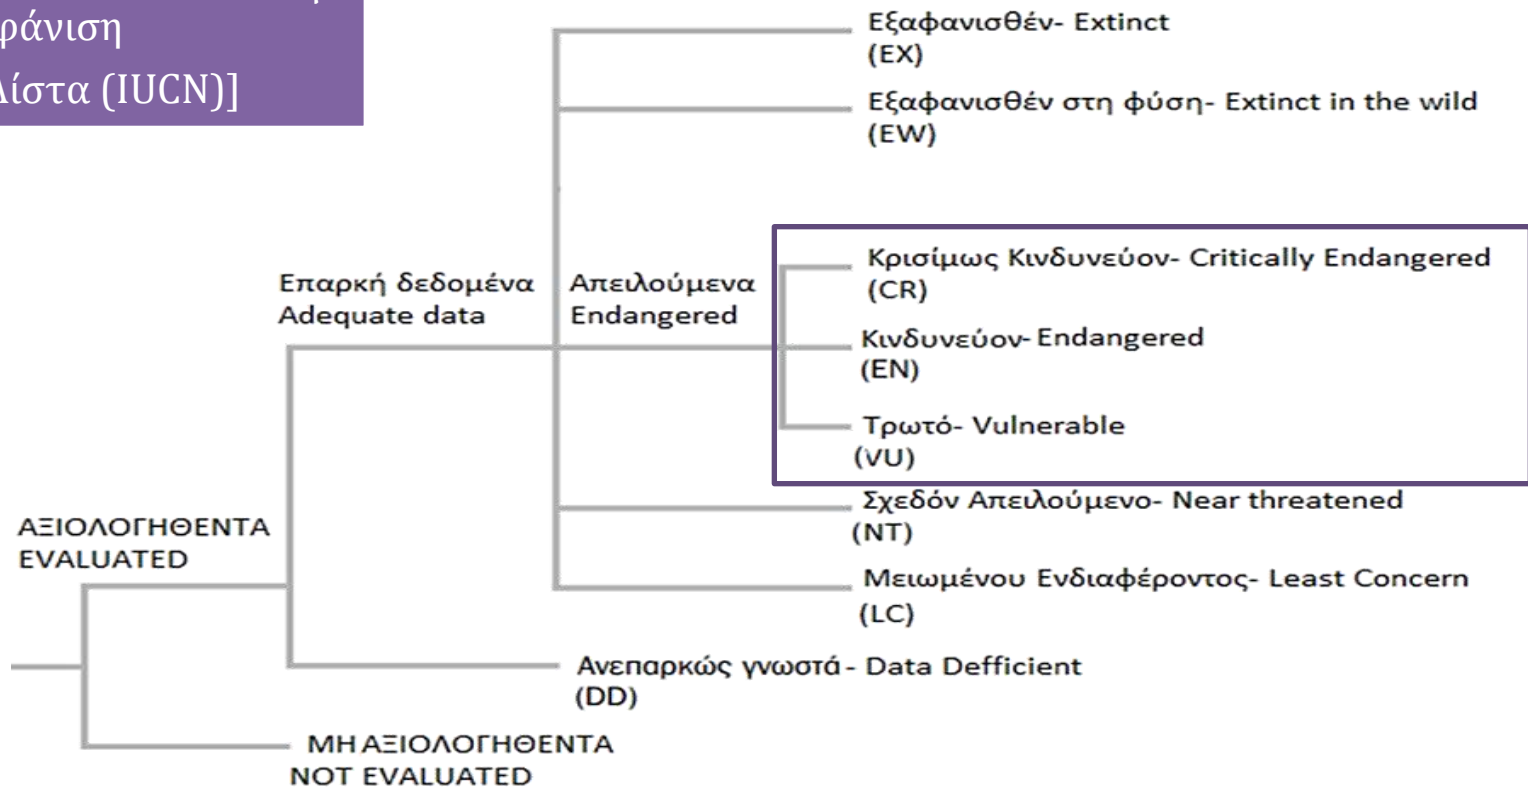 Λίστα (IUCN)]
Εξαφανισθέν- Extinct
(EX)
Εξαφανισθέν στη φύση- Extinct in the wild
(EW)
Κρισίμως Κινδυνεύον- Critically Endangered
(CR)
Επαρκή δεδομένα
Adequate data
Απειλούμενα
Endangered
Κινδυνεύον- Endangered
(EN)
Τρωτό- Vulnerable
(VU)
Σχεδόν Απειλούμενο- Near threatened
(NT)
ΑΞΙΟΛΟΓΗΘΕΝΤΑ
EVALUATED
Μειωμένου Ενδιαφέροντος- Least Concern
(LC)
Ανεπαρκώς γνωστά - Data Defficient
(DD)
ΜΗ ΑΞΙΟΛΟΓΗΘΕΝΤΑ
NOT EVALUATED